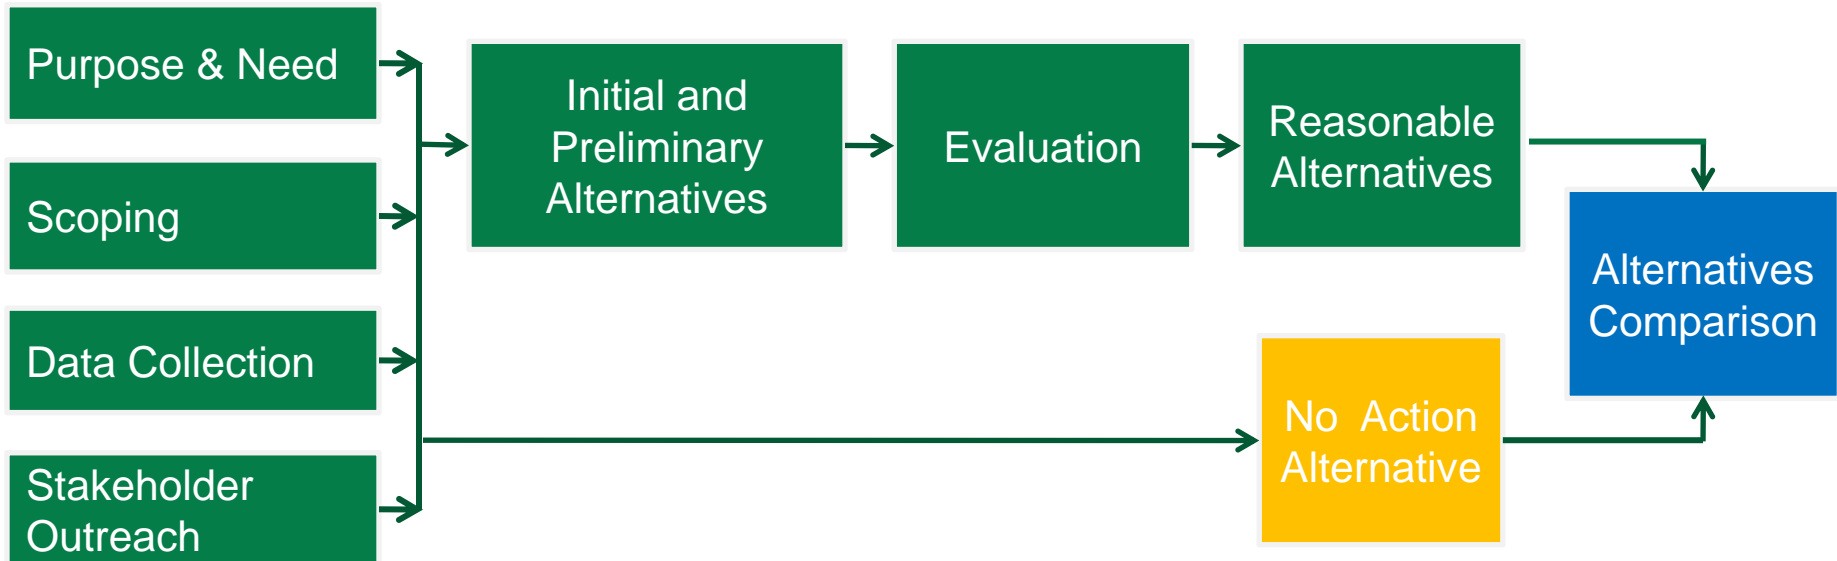 Purpose & Need
Scoping
Data Collection
Stakeholder
Outreach
Initial and
Preliminary
Alternatives
Evaluation
Reasonable
Alternatives
No Action
Alternative
Alternatives
Comparison